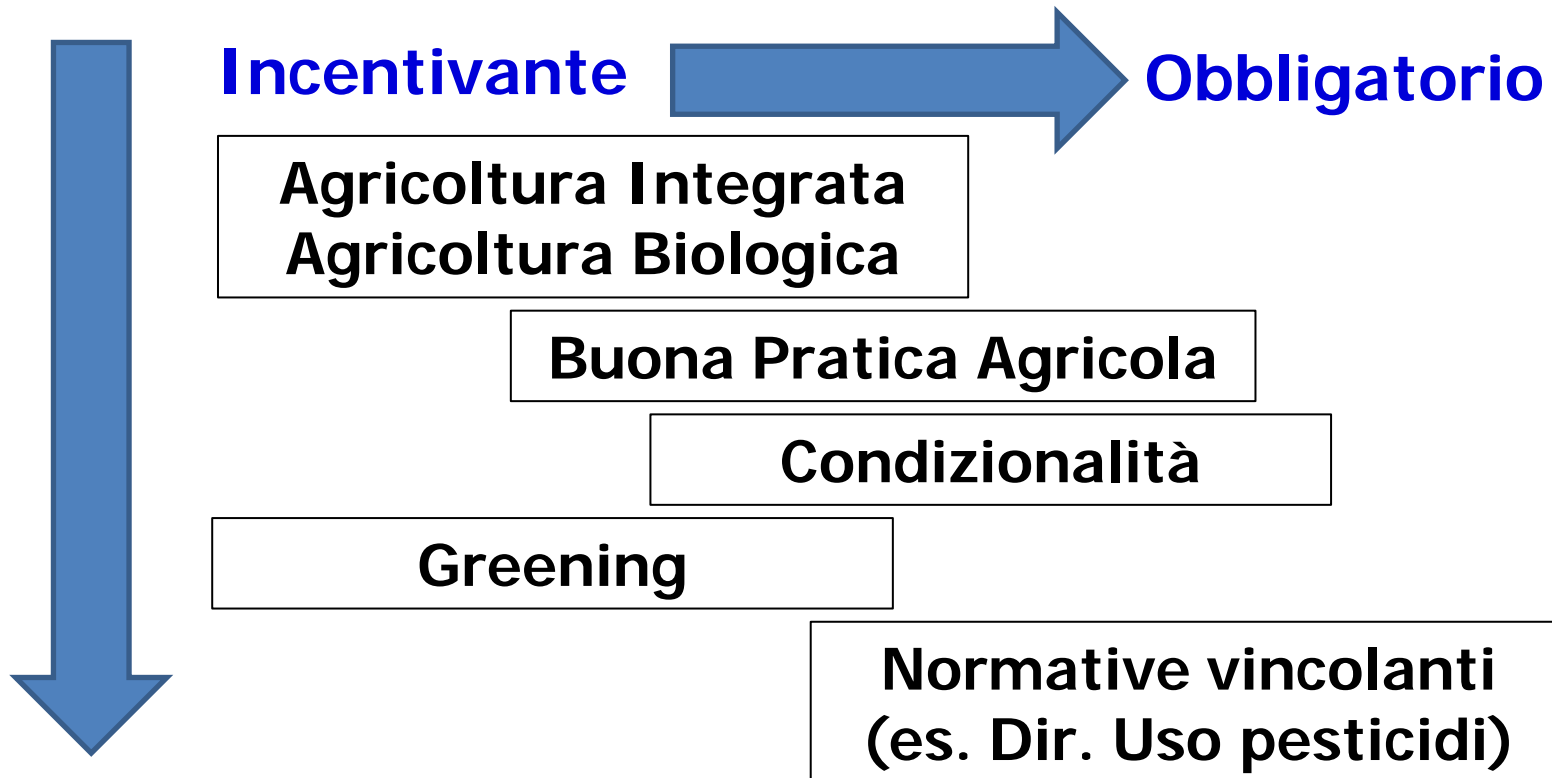 Incentivante
Obbligatorio
Agricoltura Integrata
Agricoltura Biologica
Buona Pratica Agricola
Condizionalità
Greening
Normative vincolanti
(es. Dir. Uso pesticidi)